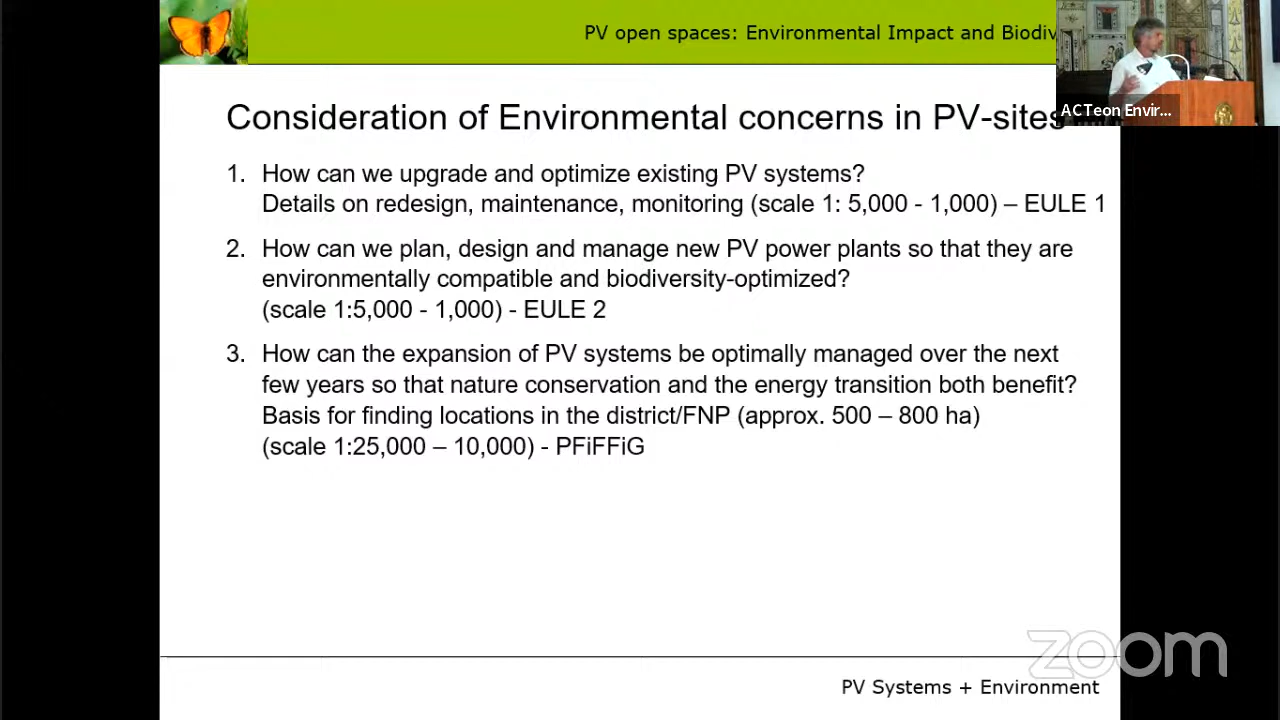 PV open spaces: Environmental Impact and Biodiv
ACTeon Envir...
Consideration of Environmental concerns in PV-sites
1. How can we upgrade and optimize existing PV systems?
Details on redesign, maintenance, monitoring (scale 1: 5,000 - 1,000) – EULE 1
2. How can we plan, design and manage new PV power plants so that they are
environmentally compatible and biodiversity-optimized?
(scale 1:5,000 - 1,000) - EULE 2
3. How can the expansion of PV systems be optimally managed over the next
few years so that nature conservation and the energy transition both benefit?
Basis for finding locations in the district/FNP (approx. 500 – 800 ha)
(scale 1:25,000 – 10,000) - PFiFFiG
zoom
PV Systems + Environment